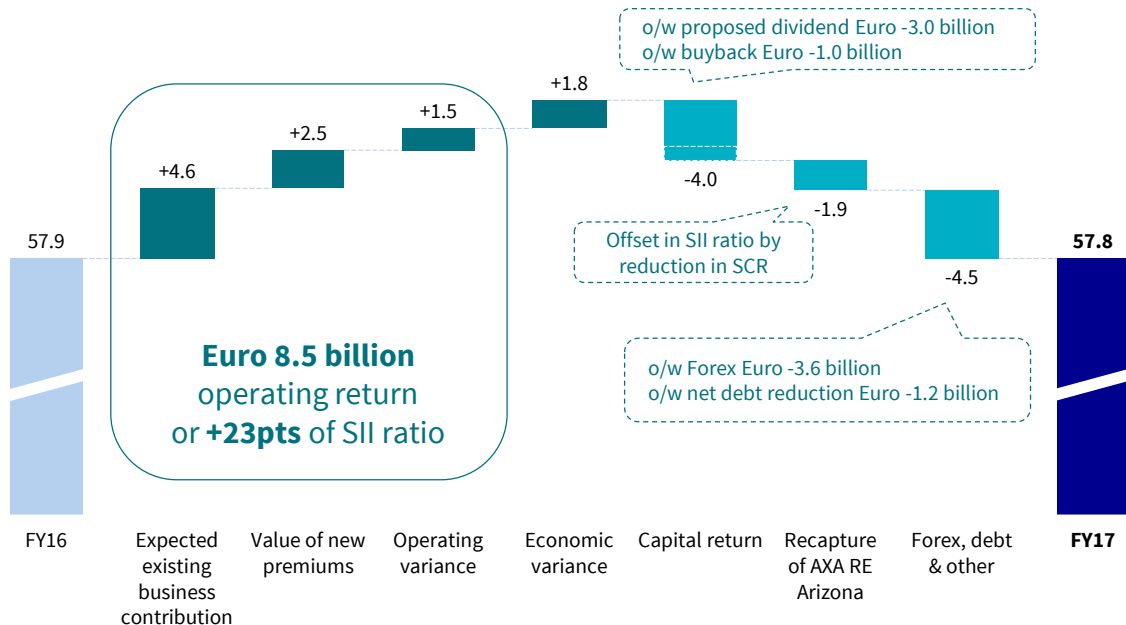 o/w proposed dividend Euro -3.0 billion
o/w buyback Euro -1.0 billion
57.9
+4.6
+2.5
+1.5
+1.8
-4.0
-1.9
-4.5
57.8
Offset in SII ratio by
reduction in SCR
Euro 8.5 billion
operating return
or +23pts of SII ratio
o/w Forex Euro -3.6 billion
o/w net debt reduction Euro -1.2 billion
FY16
Expected
existing
business
contribution
Value of new
premiums
Operating
variance
Economic
variance
Capital return
Recapture
of AXA RE
Arizona
Forex, debt
& other
FY17